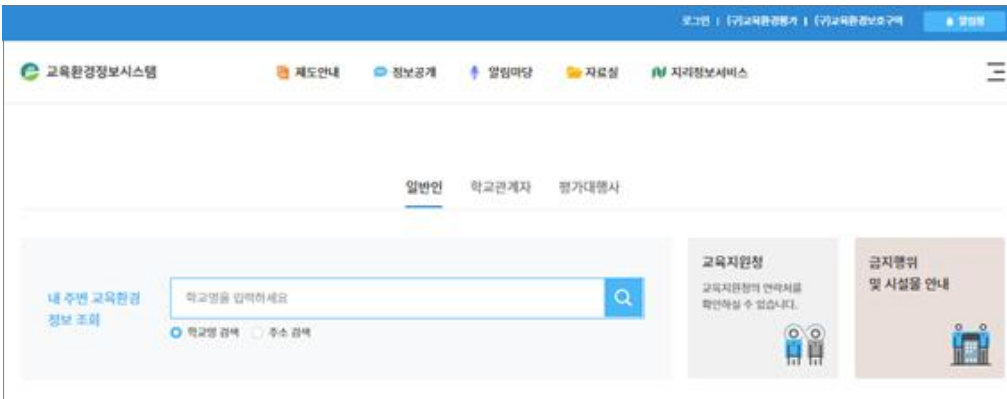 로그인 | (구)교육환경평가 | (구)교육환경보호구역
알림판
교육환경정보시스템
제도안내
정보공개
알림마당
자료실
지리정보서비스
일반인
학교관계자
평가대행사
내 주변 교육환경
정보 조회
학교명을 입력하세요
학교명 검색
주소 검색
교육지원청
교육지원청의 연락처를
확인하실 수 있습니다.
금지행위
및 시설물 안내